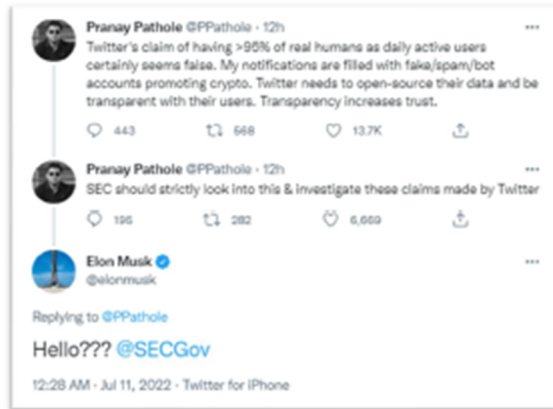 Pranay Pathole @PPathole · 12h
Twitter's claim of having >95% of real humans as daily active users
certainly seems false. My notifications are filled with fake/spam/bot
accounts promoting crypto. Twitter needs to open-source their data and be
transparent with their users. Transparency increases trust.
443 568 13.7K
Pranay Pathole @PPathole · 12h
SEC should strictly look into this & investigate these claims made by Twitter
195 282 6,669
Elon Musk
@elonmusk
Replying to @PPathole
Hello??? @SECGov
12:28 AM · Jul 11, 2022 · Twitter for iPhone